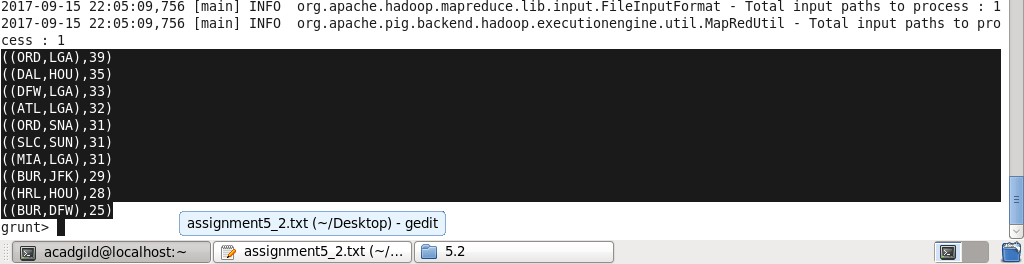 2017-09-15 22:05:09,756 [main] INFO  org.apache.hadoop.mapreduce.lib.input.FileInputFormat - Total input paths to process : 1
2017-09-15 22:05:09,756 [main] INFO  org.apache.pig.backend.hadoop.executionengine.util.MapRedUtil - Total input paths to pro
cess : 1
((ORD,LGA),39)
((DAL,HOU),35)
((DFW,LGA),33)
((ATL,LGA),32)
((ORD,SNA),31)
((SLC,SUN),31)
((MIA,LGA),31)
((BUR,JFK),29)
((HRL,HOU),28)
((BUR,DFW),25)
grunt>
assignment5_2.txt (~/Desktop) - gedit
acadgild@localhost:~
assignment5_2.txt (~/...
5.2